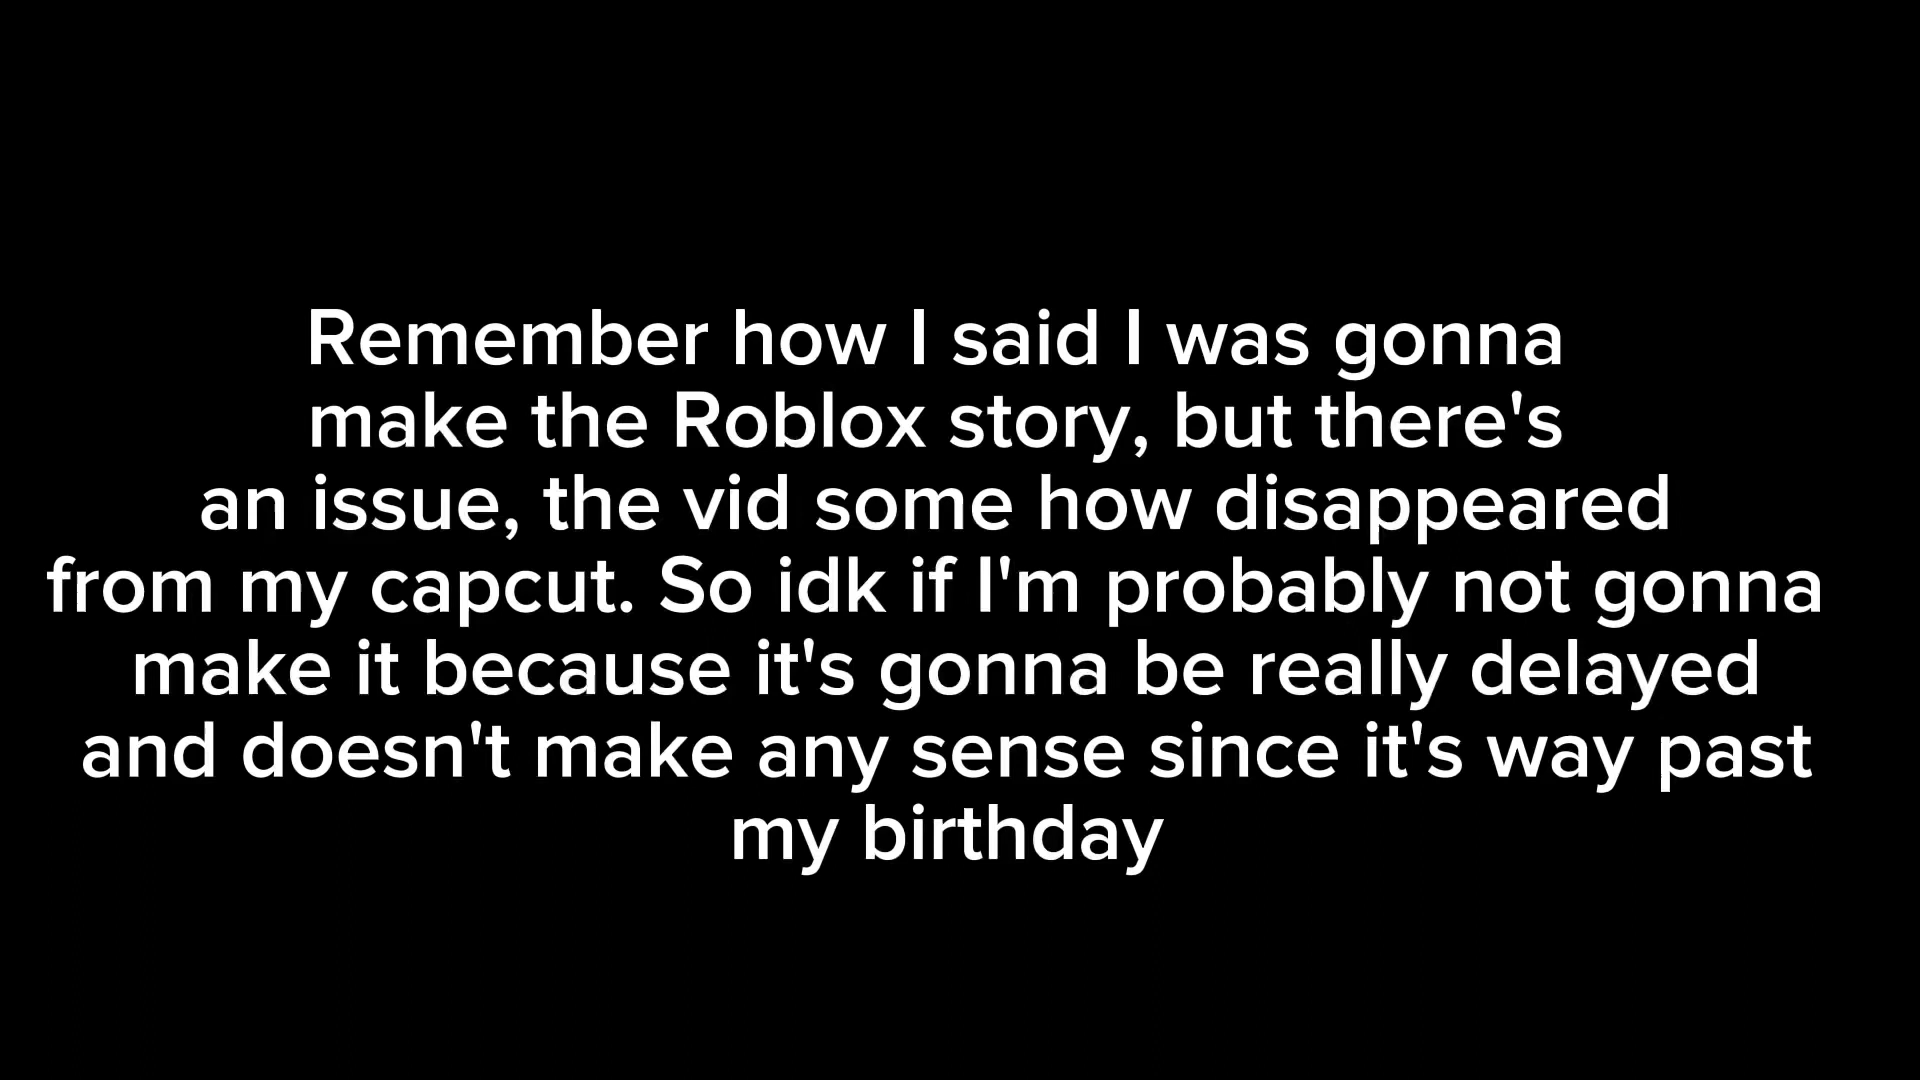 Remember how I said I was gonna
make the Roblox story, but there's
an issue, the vid some how disappeared
from my capcut. So idk if I'm probably not gonna
make it because it's gonna be really delayed
and doesn't make any sense since it's way past
my birthday